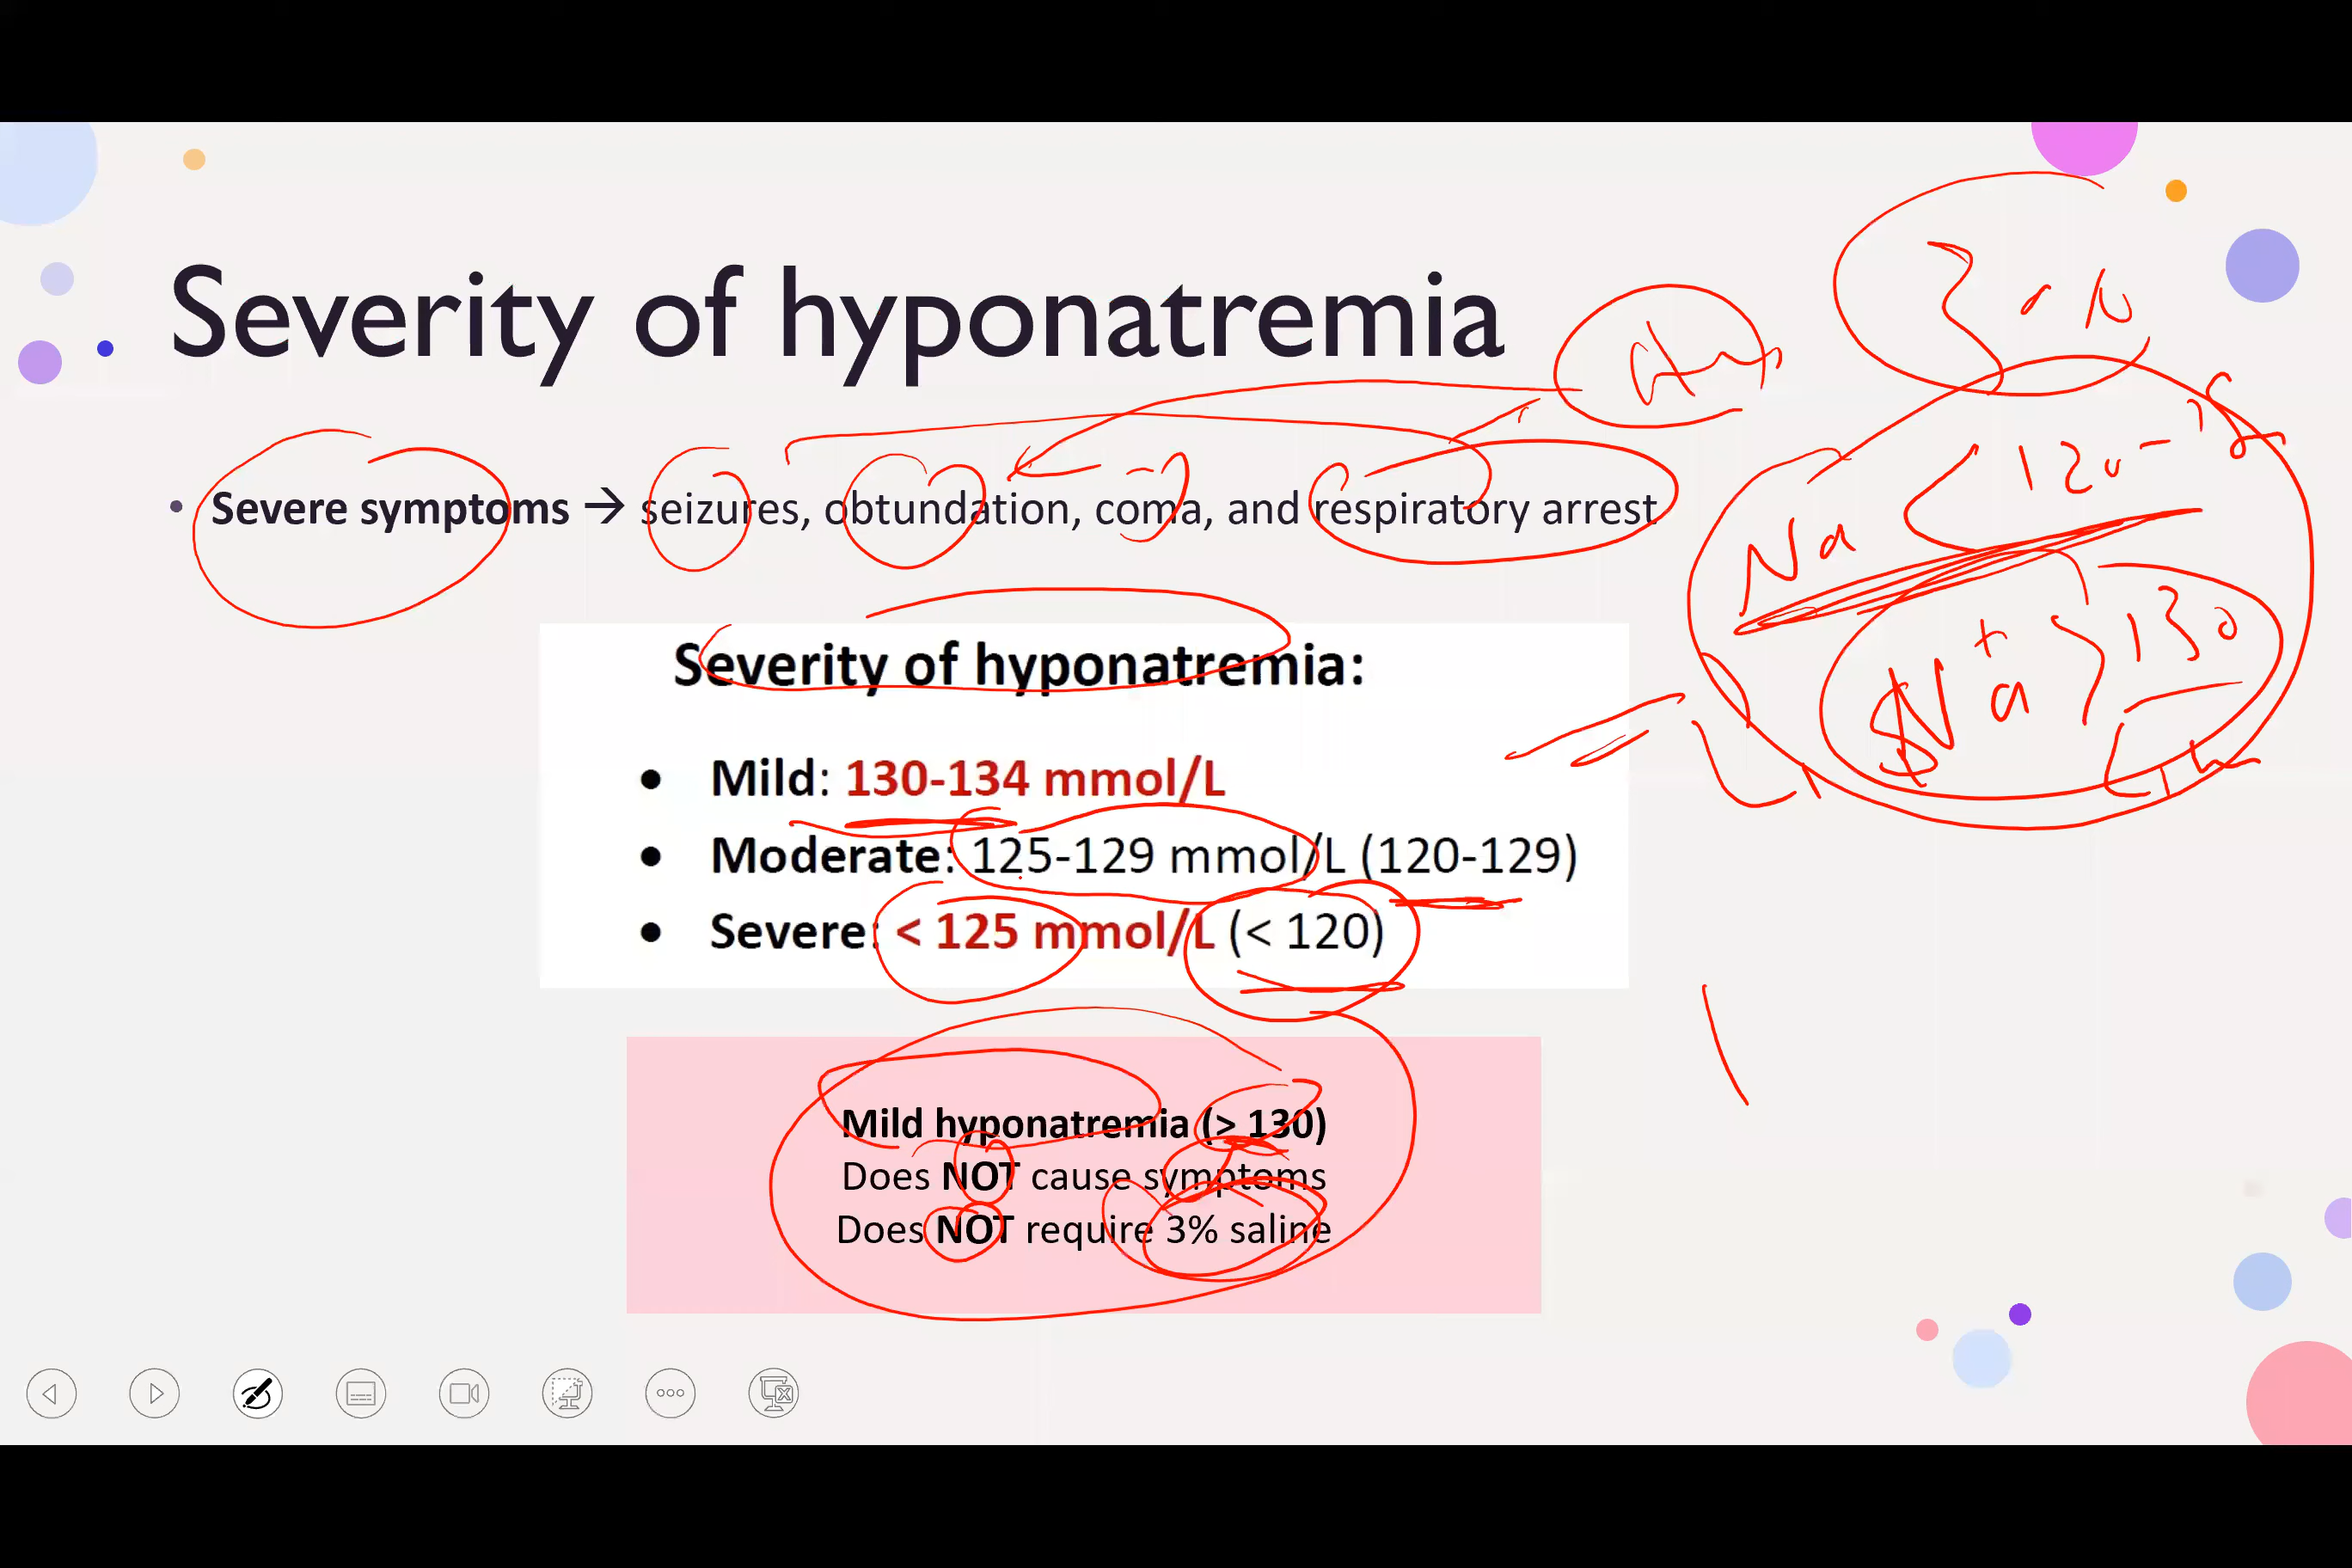 Severity of hyponatremia
• Severe symptoms → seizures, obtundation, coma, and respiratory arrest
Na < 120
Na+ > 130
Severity of hyponatremia:
• Mild: 130-134 mmol/L
• Moderate: 125-129 mmol/L (120-129)
• Severe: < 125 mmol/L (< 120)
Mild hyponatremia (> 130)
Does NOT cause symptoms
Does NOT require 3% saline